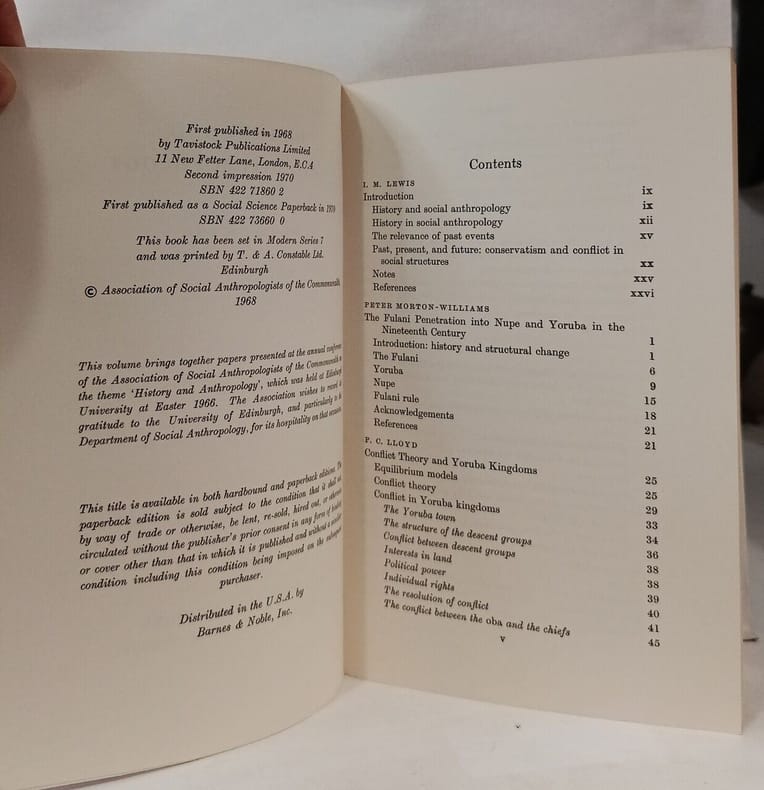 First published in 1968
by Tavistock Publications Limited
11 New Fetter Lane, London, E.C.4
Second impression 1970
SBN 422 71860 2
First published as a Social Science Paperback in 1970
SBN 422 73660 0
This book has been set in Modern Series 7
and was printed by T. & A. Constable Ltd.
Edinburgh
© Association of Social Anthropologists of the Commonwealth
1968
This volume brings together papers presented at the annual conference
of the Association of Social Anthropologists of the Commonwealth on
the theme ‘History and Anthropology’, which was held at Edinburgh
University at Easter 1966. The Association wishes to record its
gratitude to the University of Edinburgh, and particularly to the
Department of Social Anthropology, for its hospitality on that occasion.
This title is available in both hardbound and paperback editions. The
paperback edition is sold subject to the condition that it shall not,
by way of trade or otherwise, be lent, re-sold, hired out, or otherwise
circulated without the publisher's prior consent in any form of binding
or cover other than that in which it is published and without a similar
condition including this condition being imposed on the subsequent
purchaser.
Distributed in the U.S.A. by
Barnes & Noble, Inc.
Contents
I. M. LEWIS
Introduction ix
History and social anthropology ix
History in social anthropology xii
The relevance of past events xv
Past, present, and future: conservatism and conflict in
social structures xx
Notes xxv
References xxvi
PETER MORTON-WILLIAMS
The Fulani Penetration into Nupe and Yoruba in the
Nineteenth Century 1
Introduction: history and structural change 1
The Fulani 6
Yoruba 9
Nupe 15
Fulani rule 18
Acknowledgements 21
References 21
P. C. LLOYD
Conflict Theory and Yoruba Kingdoms 25
Equilibrium models 25
Conflict theory 29
Conflict in Yoruba kingdoms 33
The Yoruba town 34
The structure of the descent groups 36
Conflict between descent groups 38
Interests in land 38
Political power 39
Individual rights 40
The resolution of conflict 41
The conflict between the oba and the chiefs 45
v